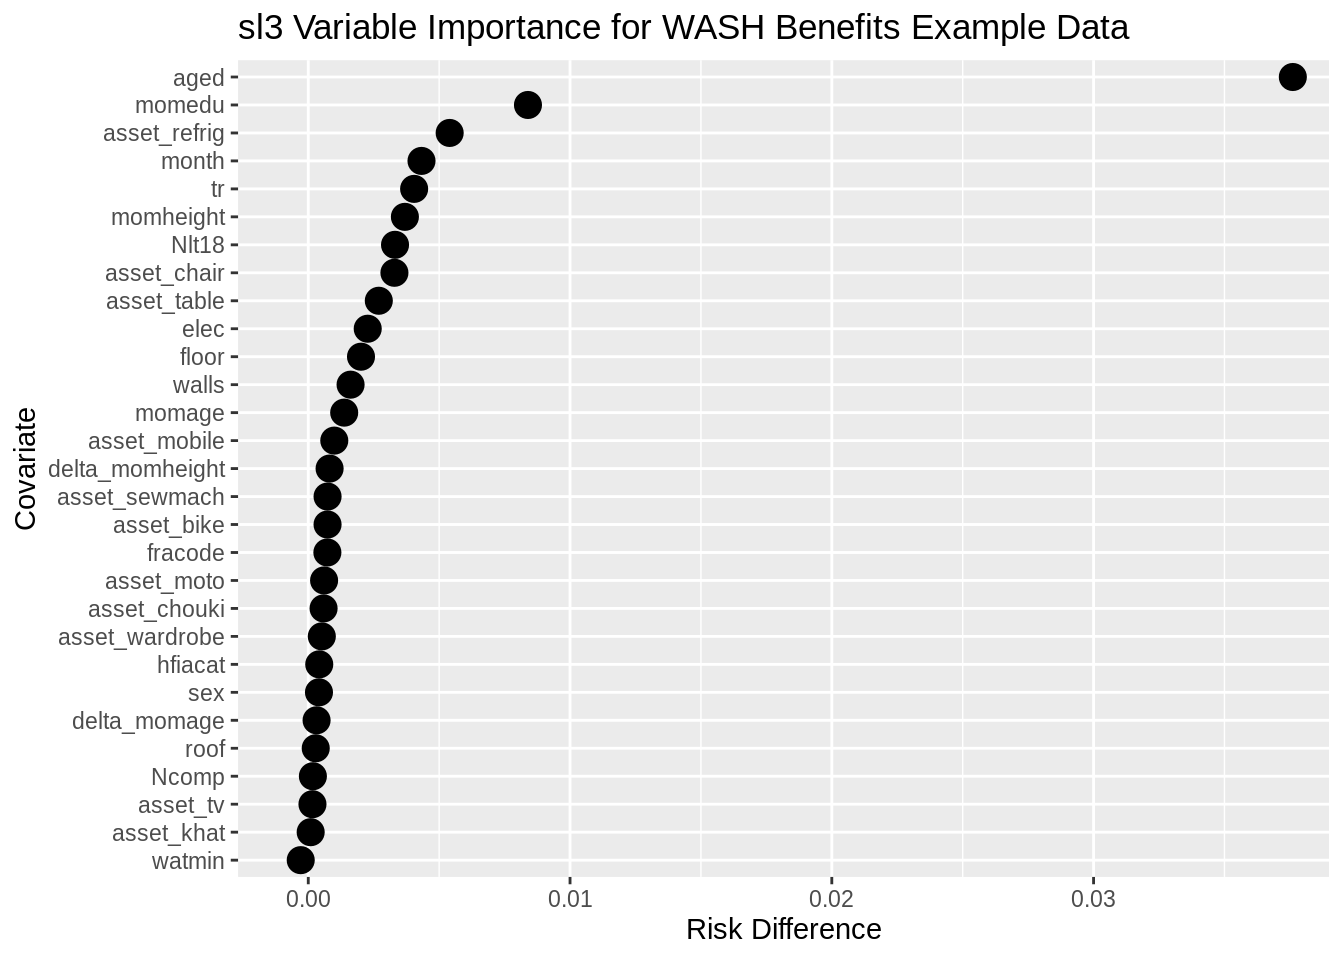 sl3 Variable Importance for WASH Benefits Example Data
Covariate
aged
momedu
asset_refrig
month
tr
momheight
Nlt18
asset_chair
asset_table
elec
floor
walls
momage
asset_mobile
delta_momheight
asset_sewmach
asset_bike
fracode
asset_moto
asset_chouki
asset_wardrobe
hfiacat
sex
delta_momage
roof
Ncomp
asset_tv
asset_khat
watmin
0.00 0.01 0.02 0.03
Risk Difference